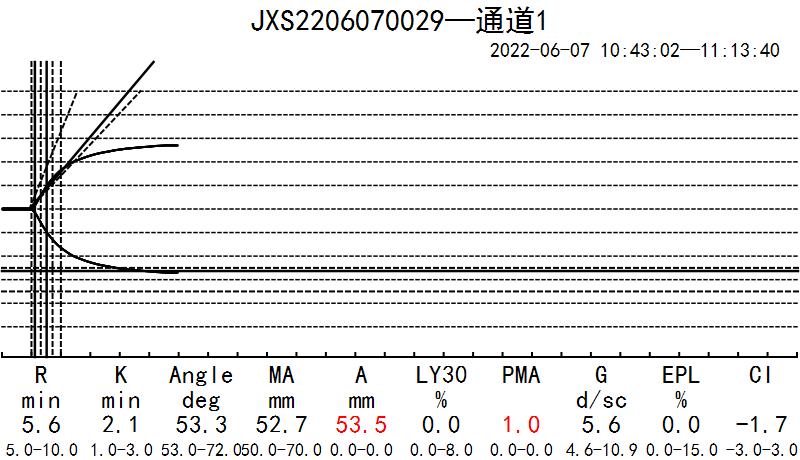 JXS2206070029—通道1
2022-06-07 10:43:02—11:13:40
R K Angle MA A LY30 PMA G EPL CI
min min deg mm mm % d/sc %
5.6 2.1 53.3 52.7 53.5 0.0 1.0 5.6 0.0 -1.7
5.0-10.0 1.0-3.0 53.0-72.0 50.0-70.0 0.0-0.0 0.0-8.0 0.0-0.0 4.6-10.9 0.0-15.0 -3.0-3.0